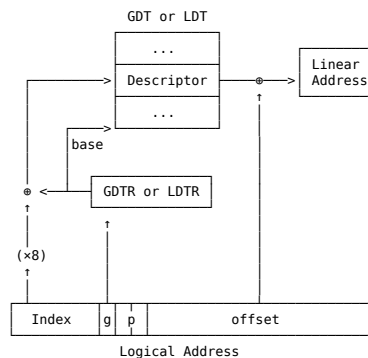 GDT or LDT
...
Linear
Descriptor
Address
...
base
GDTR or LDTR
(×8)
Index g p offset
Logical Address